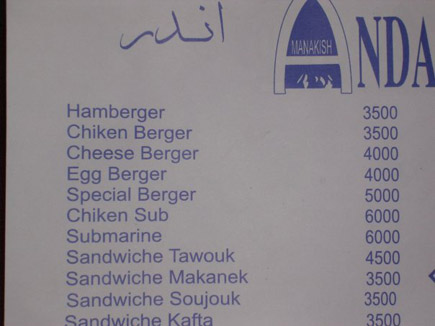 اندر
MANAKISH
ANDA
Hamberger 3500
Chiken Berger 3500
Cheese Berger 4000
Egg Berger 4000
Special Berger 5000
Chiken Sub 6000
Submarine 6000
Sandwiche Tawouk 4500
Sandwiche Makanek 3500
Sandwiche Soujouk 3500
Sandwiche Kafta 3500